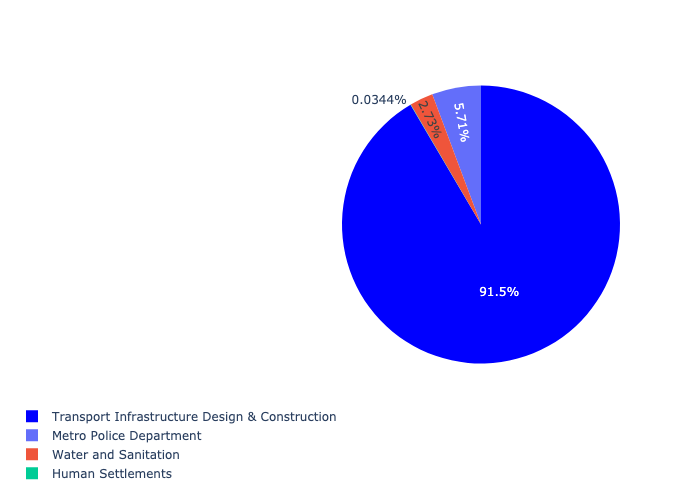 0.0344%
2.73%
5.71%
91.5%
Transport Infrastructure Design & Construction
Metro Police Department
Water and Sanitation
Human Settlements